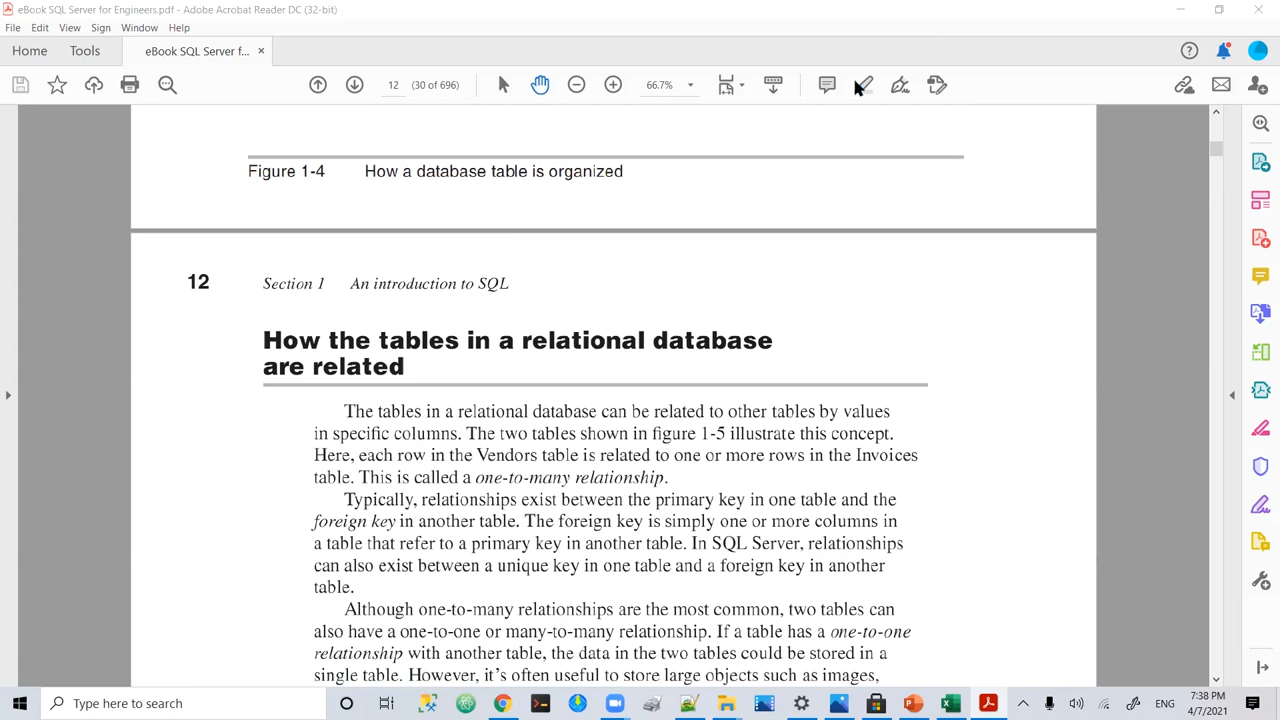 eBook SQL Server for Engineers.pdf - Adobe Acrobat Reader DC (32-bit)
File Edit View Sign Window Help
Home Tools eBook SQL Server f... ×
12 (30 of 696) 66.7%
Figure 1-4 How a database table is organized
12 Section 1 An introduction to SQL
How the tables in a relational database
are related
The tables in a relational database can be related to other tables by values
in specific columns. The two tables shown in figure 1-5 illustrate this concept.
Here, each row in the Vendors table is related to one or more rows in the Invoices
table. This is called a one-to-many relationship.
Typically, relationships exist between the primary key in one table and the
foreign key in another table. The foreign key is simply one or more columns in
a table that refer to a primary key in another table. In SQL Server, relationships
can also exist between a unique key in one table and a foreign key in another
table.
Although one-to-many relationships are the most common, two tables can
also have a one-to-one or many-to-many relationship. If a table has a one-to-one
relationship with another table, the data in the two tables could be stored in a
single table. However, it's often useful to store large objects such as images,
Type here to search
ENG
7:38 PM
4/7/2021